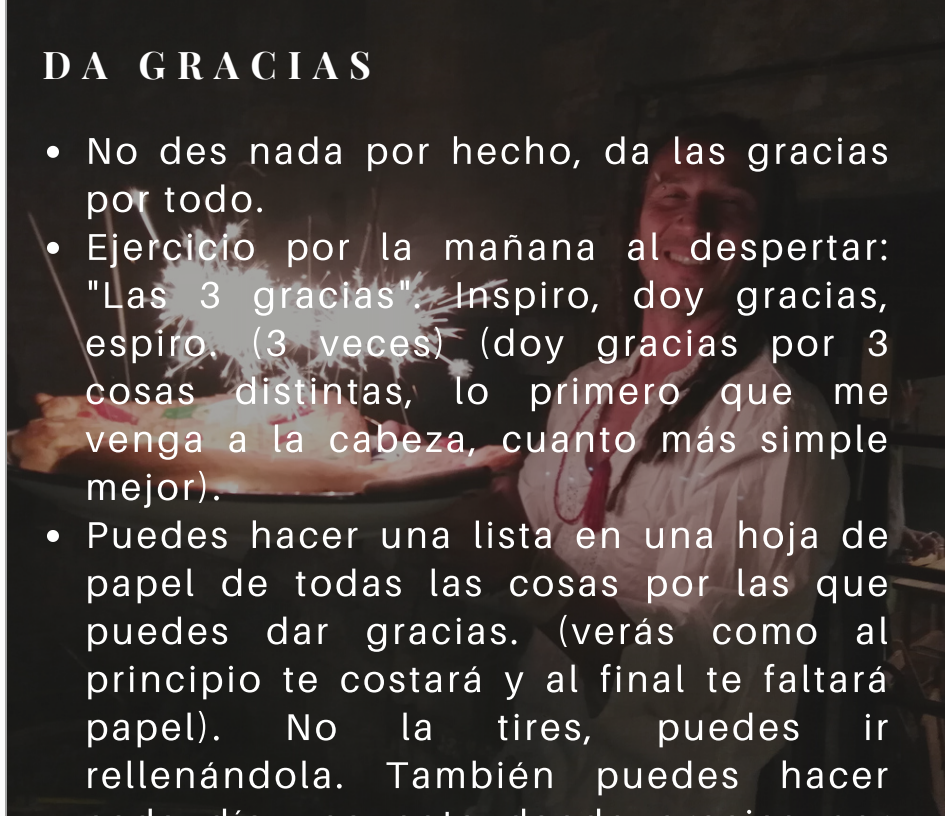 DA GRACIAS
• No des nada por hecho, da las gracias
por todo.
• Ejercicio por la mañana al despertar:
"Las 3 gracias". Inspiro, doy gracias,
espiro. (3 veces) (doy gracias por 3
cosas distintas, lo primero que me
venga a la cabeza, cuanto más simple
mejor).
• Puedes hacer una lista en una hoja de
papel de todas las cosas por las que
puedes dar gracias. (verás como al
principio te costará y al final te faltará
papel). No la tires, puedes ir
rellenándola. También puedes hacer